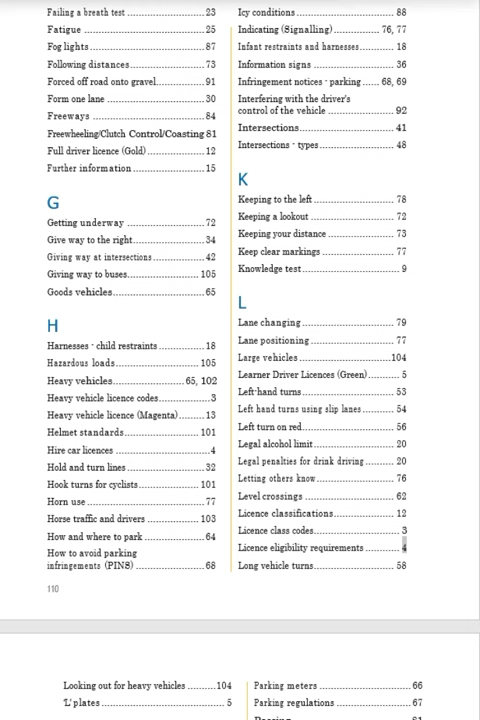 Failing a breath test ........................... 23
Fatigue .......................................... 25
Fog lights ....................................... 87
Following distances .......................... 73
Forced off road onto gravel ................ 91
Form one lane ................................. 30
Freeways ....................................... 84
Freewheeling/Clutch Control/Coasting 81
Full driver licence (Gold) ................... 12
Further information ......................... 15
G
Getting underway ........................... 72
Give way to the right ........................ 34
Giving way at intersections ................. 42
Giving way to buses ......................... 105
Goods vehicles ................................ 65
H
Harnesses - child restraints ................ 18
Hazardous loads .............................. 105
Heavy vehicles ......................... 65, 102
Heavy vehicle licence codes ................. 3
Heavy vehicle licence (Magenta) ......... 13
Helmet standards ........................... 101
Hire car licences ............................... 4
Hold and turn lines ........................... 32
Hook turns for cyclists ..................... 101
Horn use ........................................ 77
Horse traffic and drivers .................. 103
How and where to park ..................... 64
How to avoid parking
infringements (PINS) ........................ 68
110
Icy conditions .................................. 88
Indicating (Signalling) ................. 76, 77
Infant restraints and harnesses ............ 18
Information signs ............................ 36
Infringement notices - parking ...... 68, 69
Interfering with the driver's
control of the vehicle ........................ 92
Intersections ................................... 41
Intersections - types .......................... 48
K
Keeping to the left ............................ 78
Keeping a lookout ............................ 72
Keeping your distance ....................... 73
Keep clear markings ......................... 77
Knowledge test ................................. 9
L
Lane changing ................................. 79
Lane positioning .............................. 77
Large vehicles ................................ 104
Learner Driver Licences (Green) ........... 5
Left-hand turns ................................ 53
Left hand turns using slip lanes ........... 54
Left turn on red ................................ 56
Legal alcohol limit ............................ 20
Legal penalties for drink driving .......... 20
Letting others know .......................... 76
Level crossings ................................ 62
Licence classifications ....................... 12
Licence class codes ............................ 3
Licence eligibility requirements ............ 4
Long vehicle turns ............................ 58
Looking out for heavy vehicles .......... 104
'L' plates ......................................... 5
Parking meters ................................ 66
Parking regulations .......................... 67